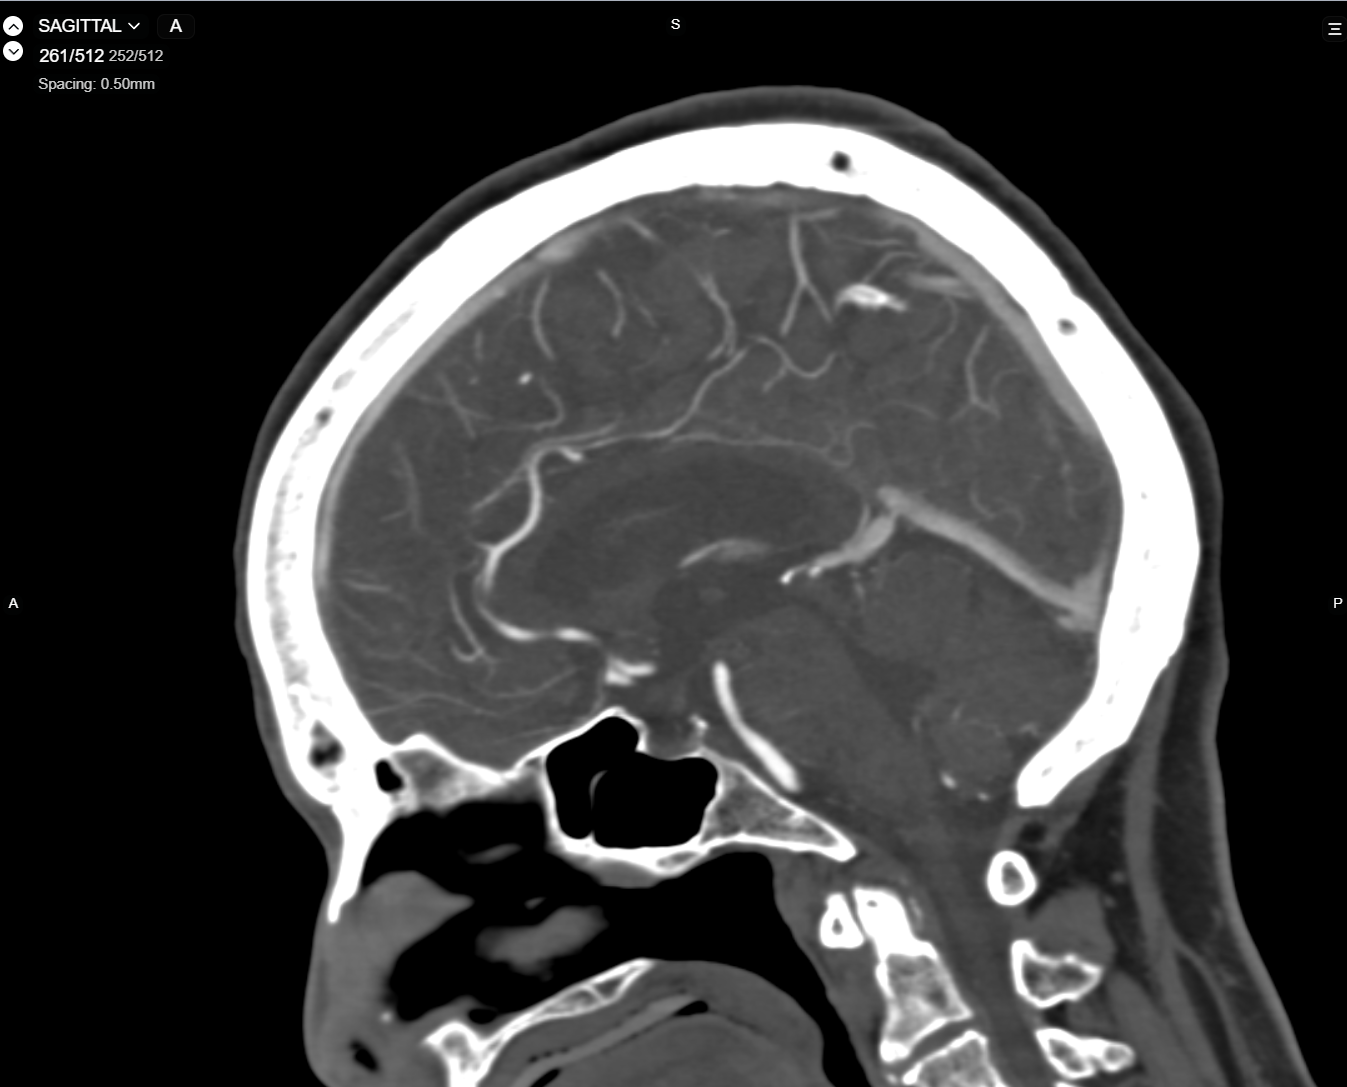 SAGITTAL A
S
261/512 252/512
Spacing: 0.50mm
A
P